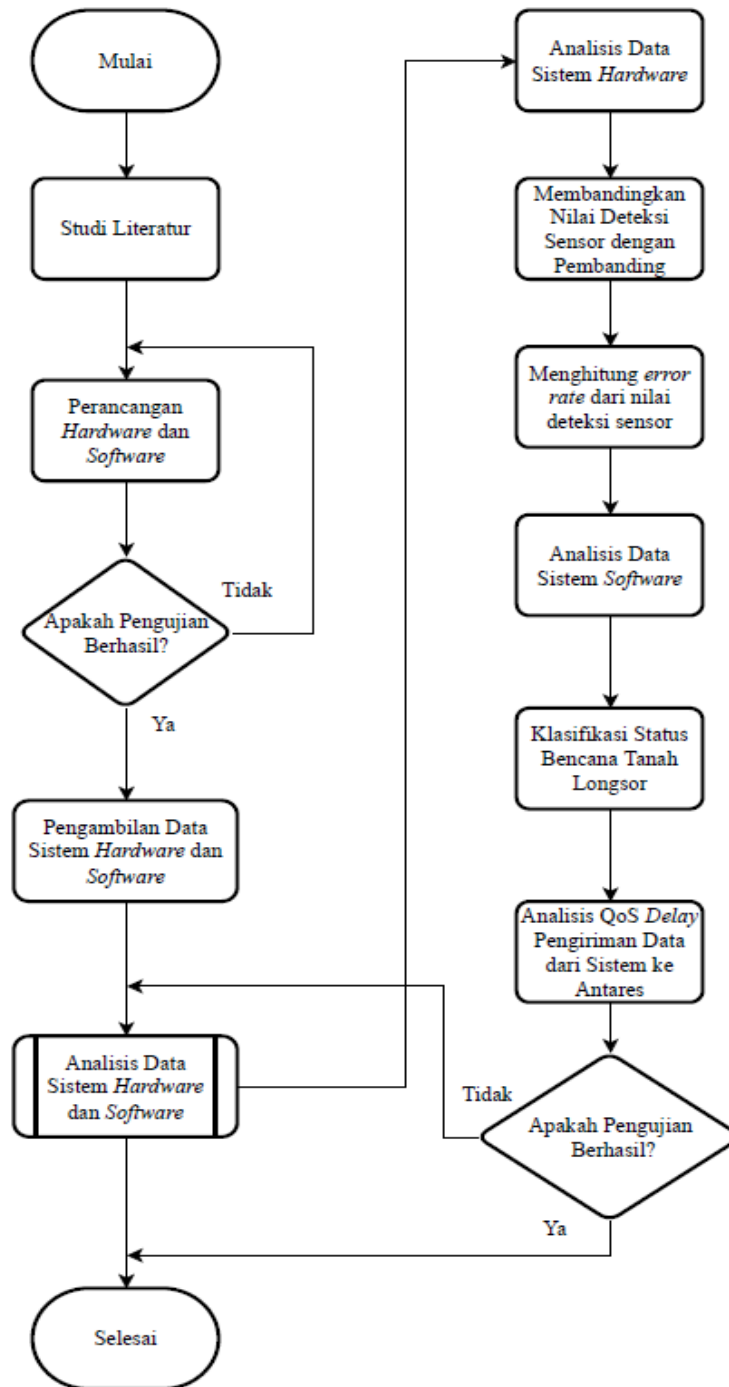 Mulai
Studi Literatur
Perancangan
Hardware dan
Software
Apakah Pengujian
Berhasil?
Tidak
Ya
Pengambilan Data
Sistem Hardware dan
Software
Analisis Data
Sistem Hardware
dan Software
Selesai
Analisis Data
Sistem Hardware
Membandingkan
Nilai Deteksi
Sensor dengan
Pembanding
Menghitung error
rate dari nilai
deteksi sensor
Analisis Data
Sistem Software
Klasifikasi Status
Bencana Tanah
Longsor
Analisis QoS Delay
Pengiriman Data
dari Sistem ke
Antares
Tidak
Apakah Pengujian
Berhasil?
Ya